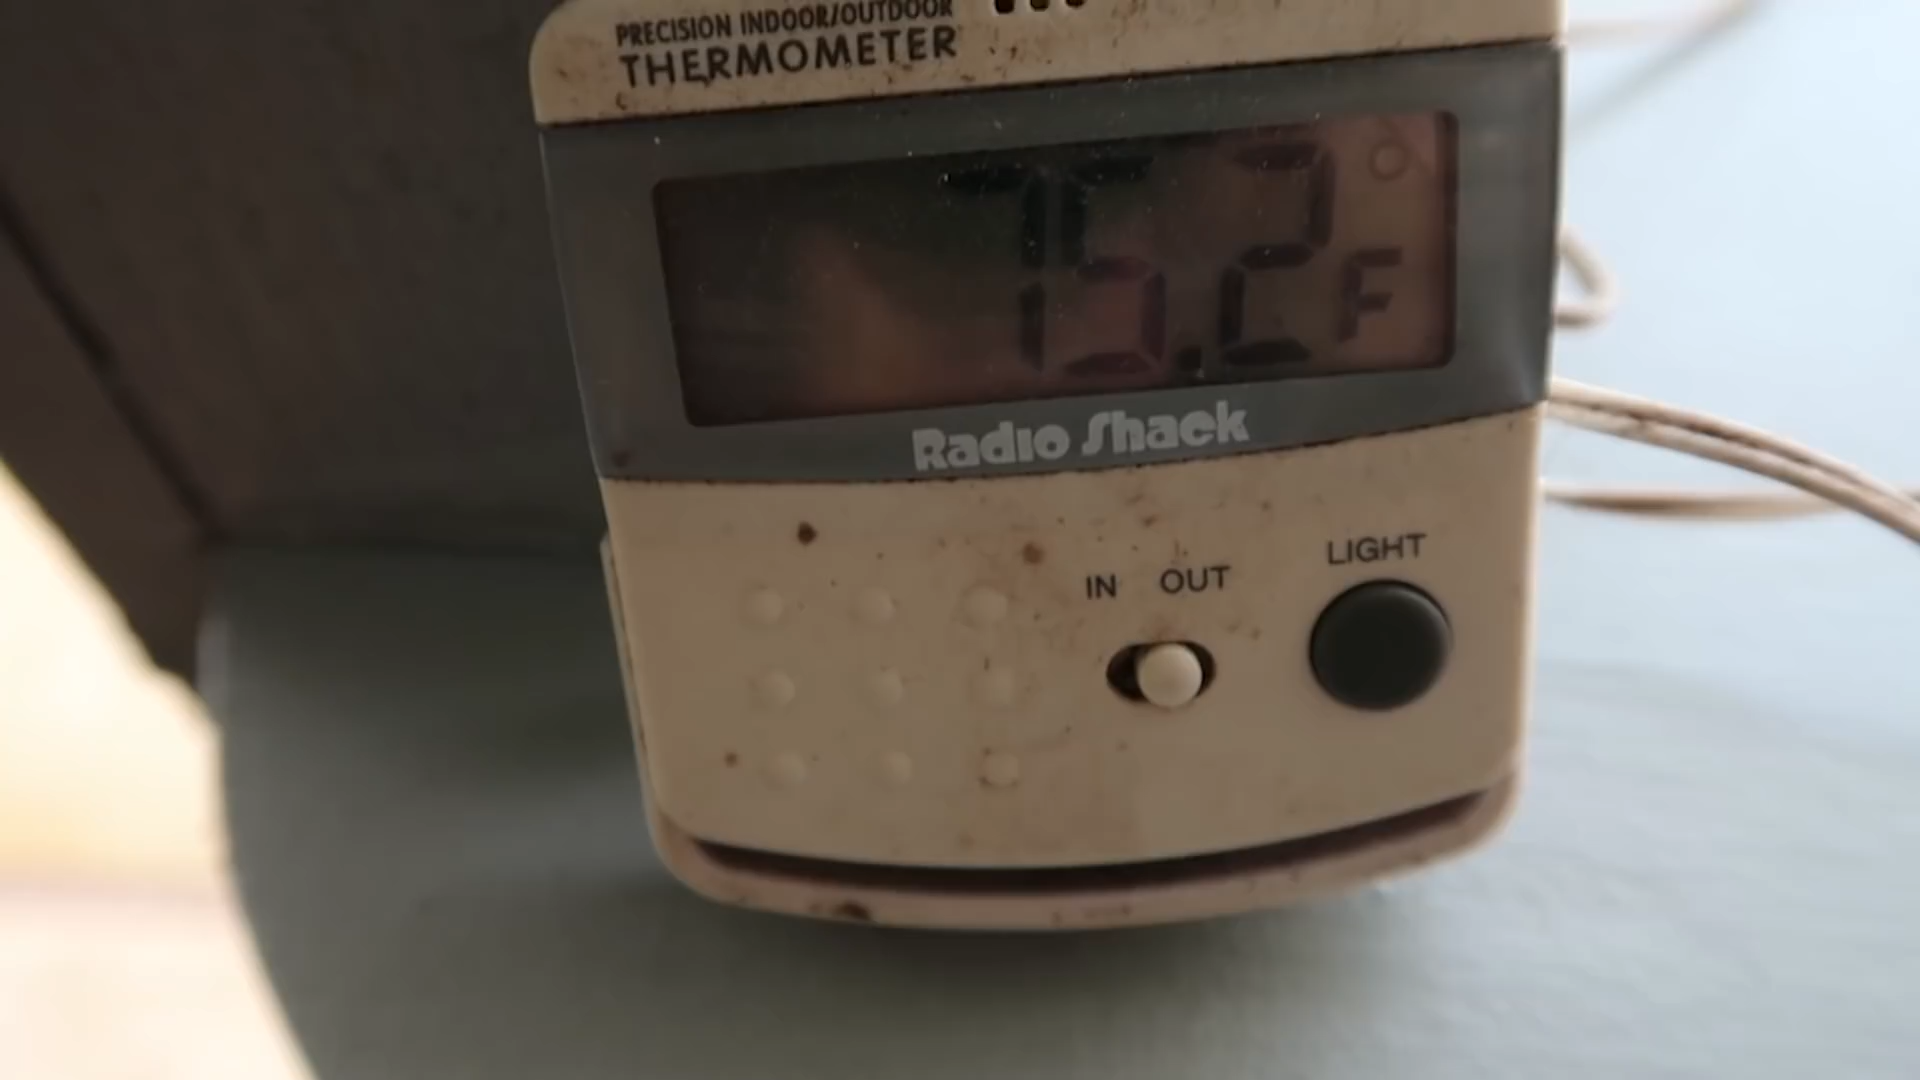 PRECISION INDOOR/OUTDOOR
THERMOMETER
75.2°F
Radio Shack
IN OUT
LIGHT